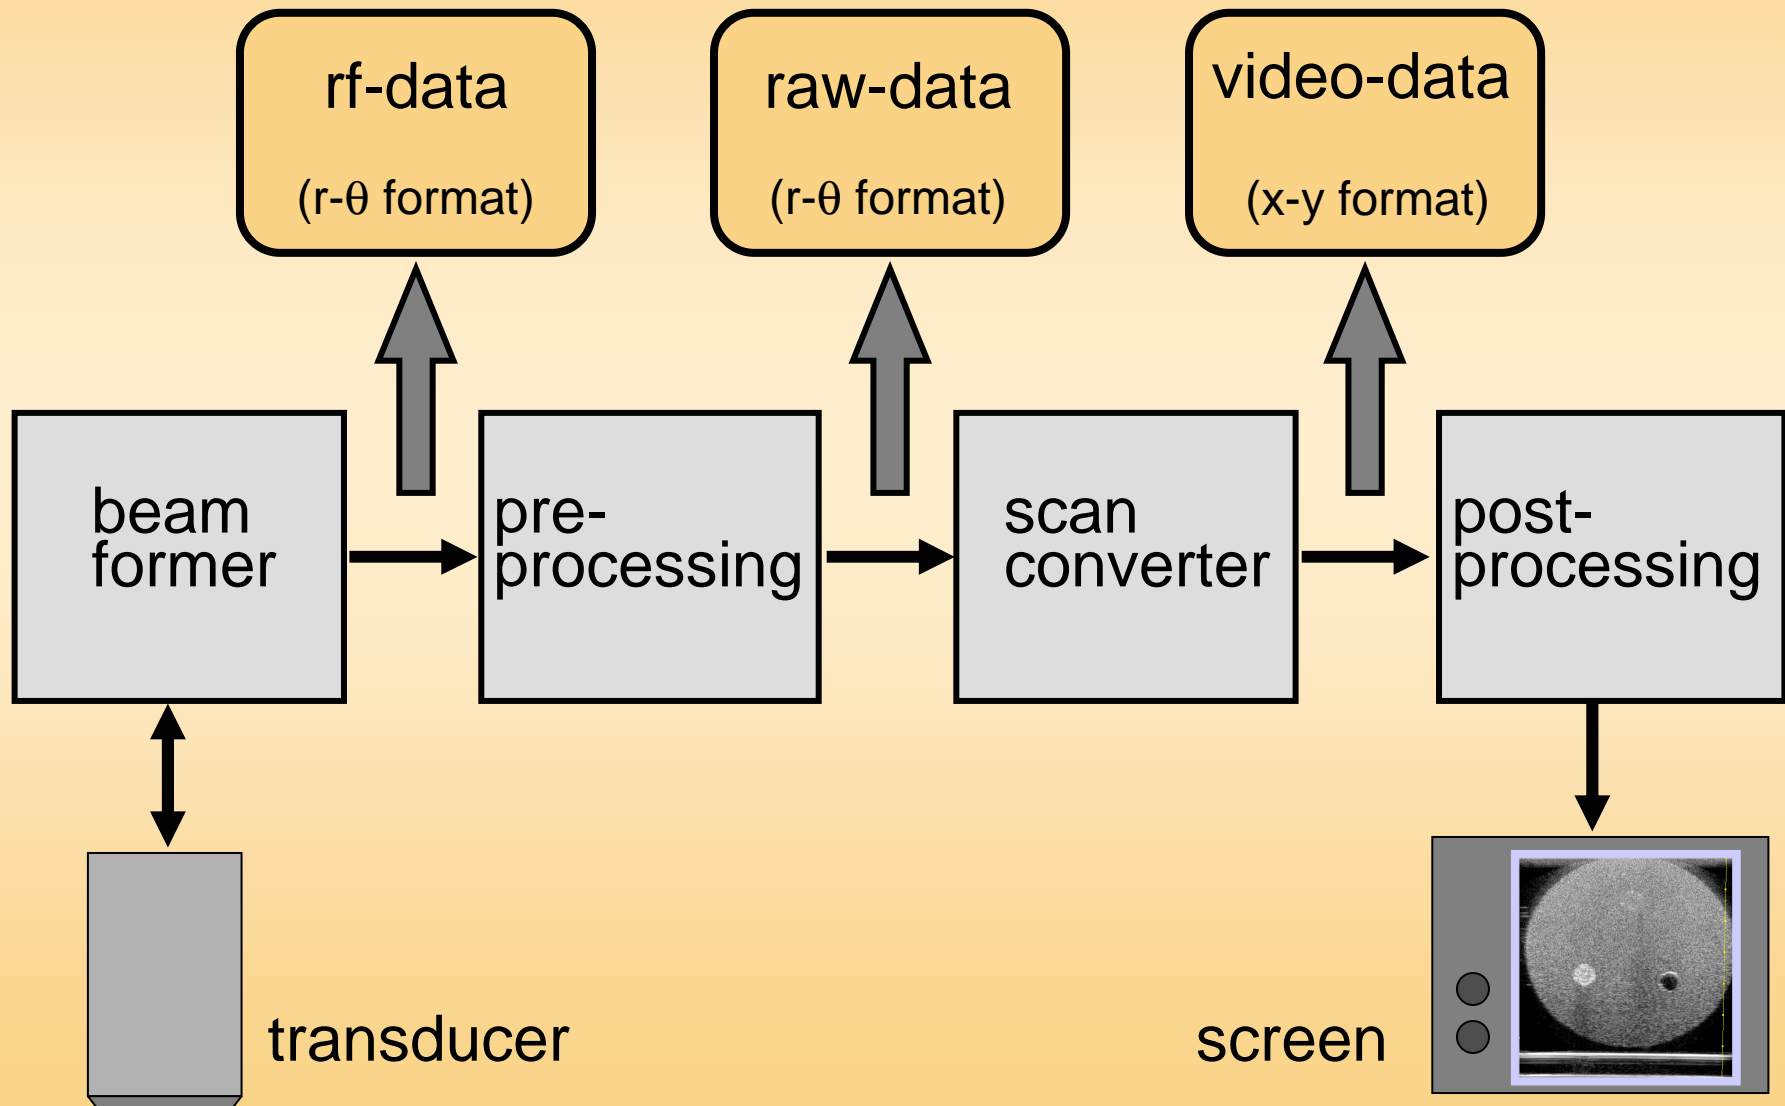 rf-data
(r-θ format)
raw-data
(r-θ format)
video-data
(x-y format)
beam
former
pre-
processing
scan
converter
post-
processing
transducer
screen